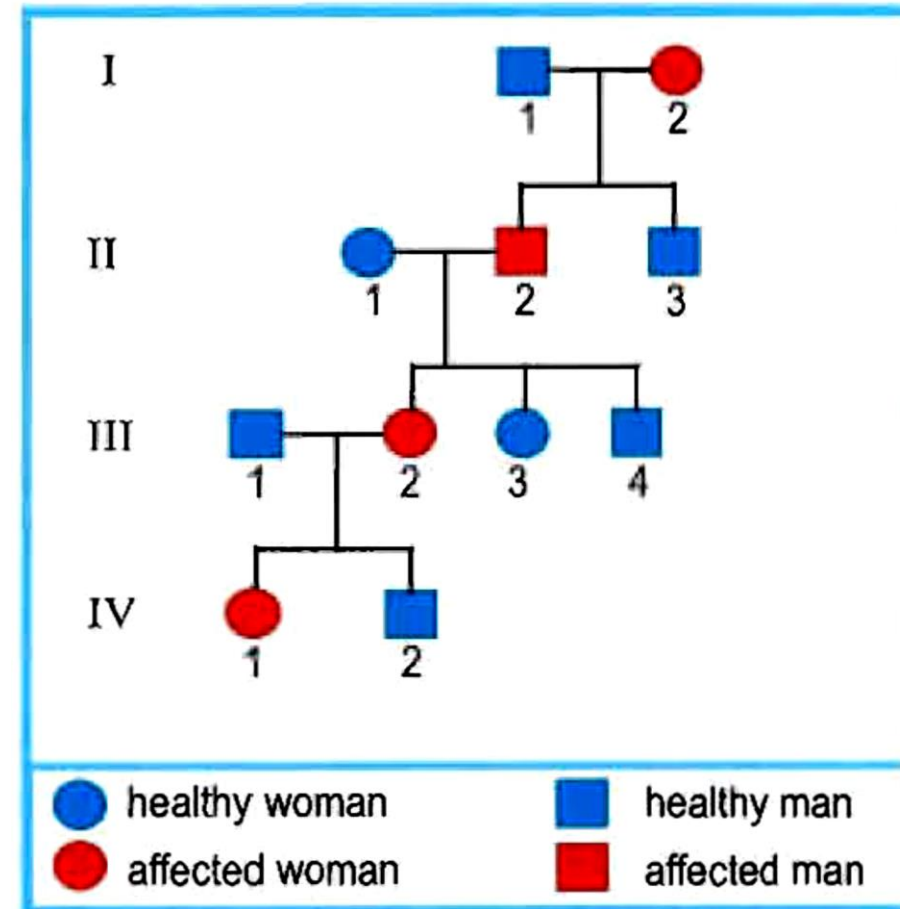 I
1 2
II
1 2 3
III
1 2 3 4
IV
1 2
healthy woman healthy man
affected woman affected man